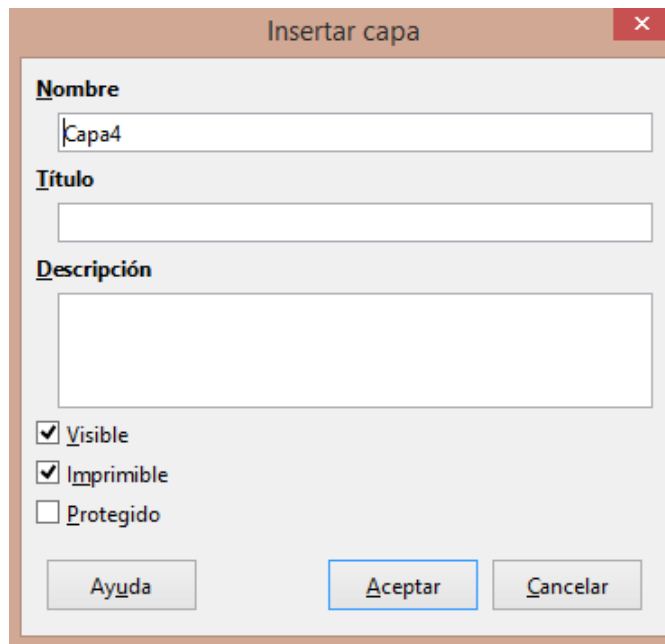 Insertar capa
Nombre
Capa4
Título
Descripción
Visible
Imprimible
Protegido
Ayuda Aceptar Cancelar